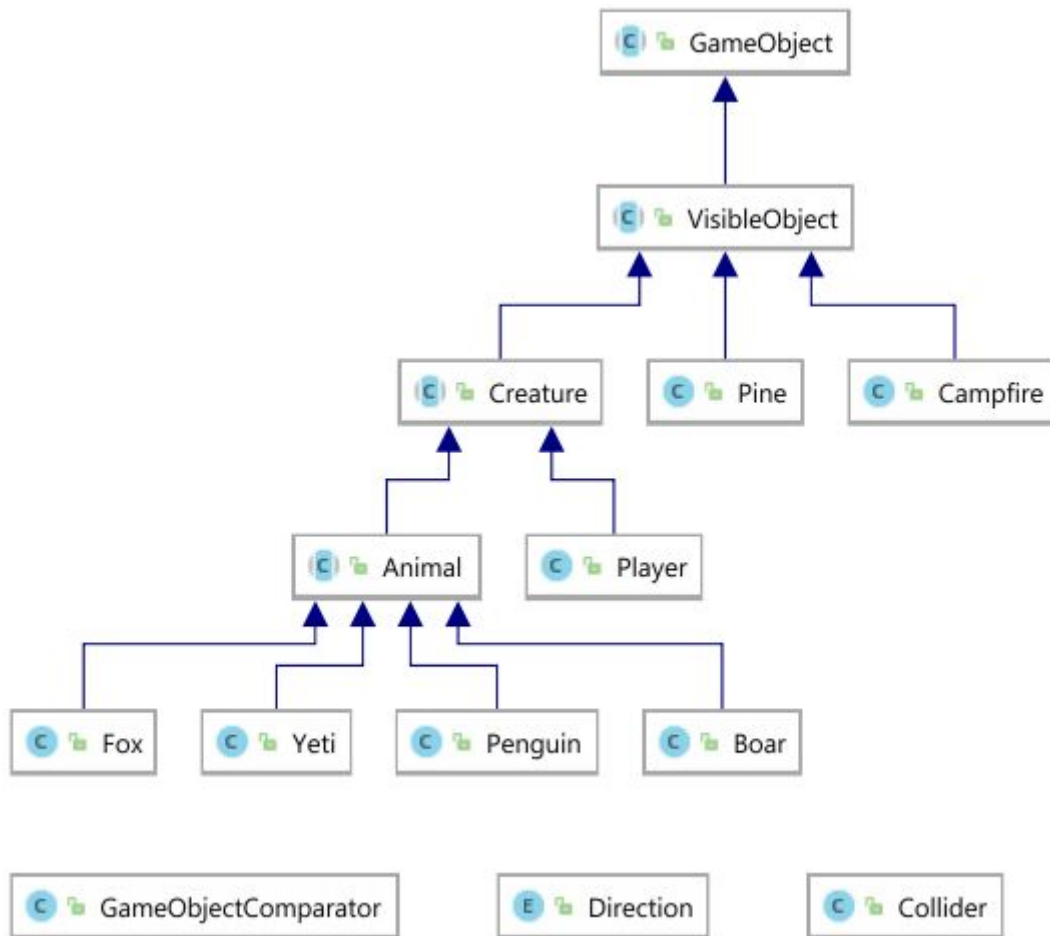 C GameObject
C VisibleObject
C Creature
C Pine
C Campfire
C Animal
C Player
C Fox
C Yeti
C Penguin
C Boar
C GameObjectComparator
E Direction
C Collider